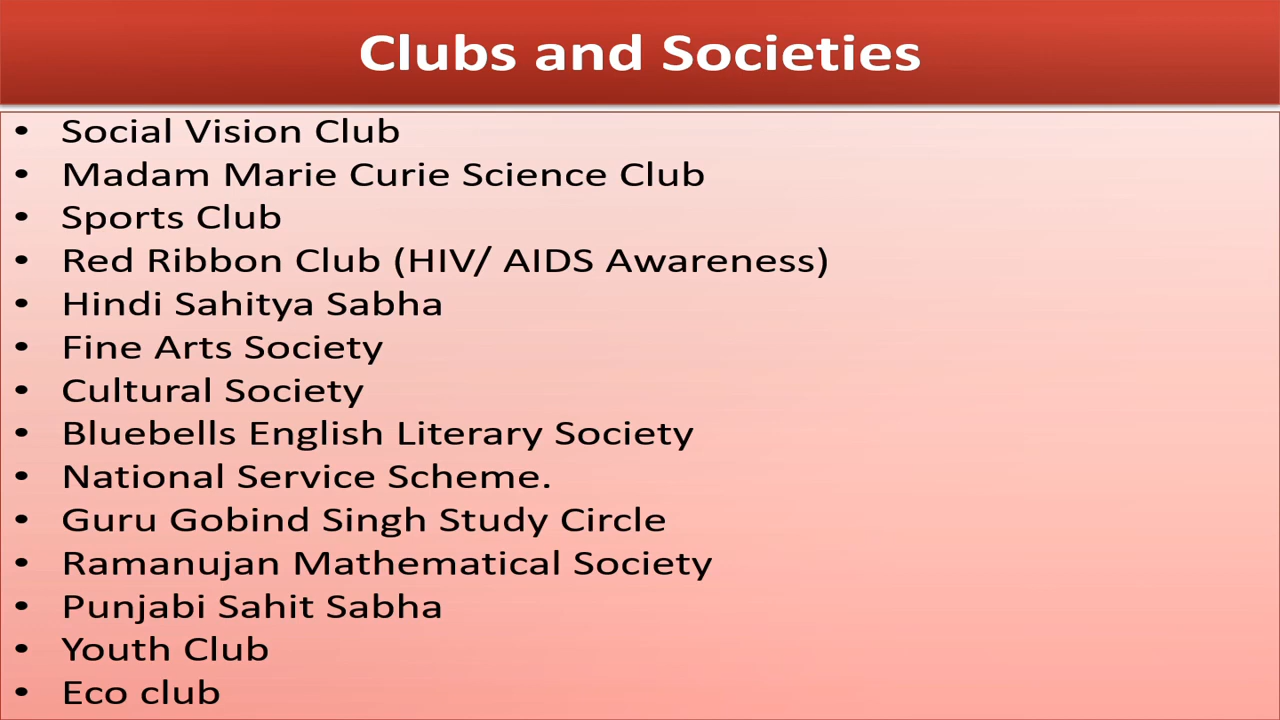 Clubs and Societies
• Social Vision Club
• Madam Marie Curie Science Club
• Sports Club
• Red Ribbon Club (HIV/ AIDS Awareness)
• Hindi Sahitya Sabha
• Fine Arts Society
• Cultural Society
• Bluebells English Literary Society
• National Service Scheme.
• Guru Gobind Singh Study Circle
• Ramanujan Mathematical Society
• Punjabi Sahit Sabha
• Youth Club
• Eco club